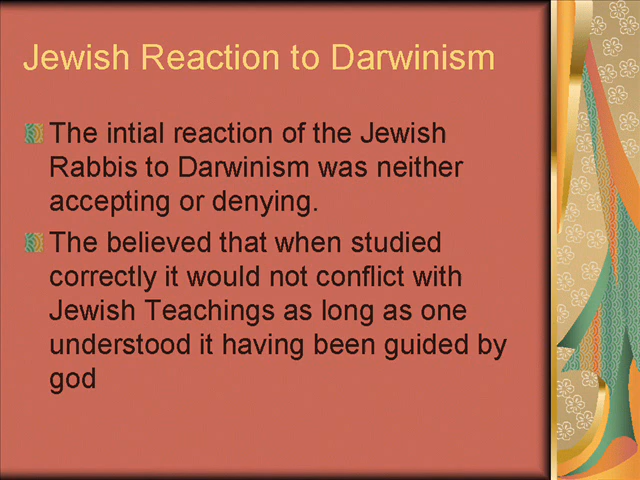 Jewish Reaction to Darwinism
The intial reaction of the Jewish
Rabbis to Darwinism was neither
accepting or denying.
The believed that when studied
correctly it would not conflict with
Jewish Teachings as long as one
understood it having been guided by
god